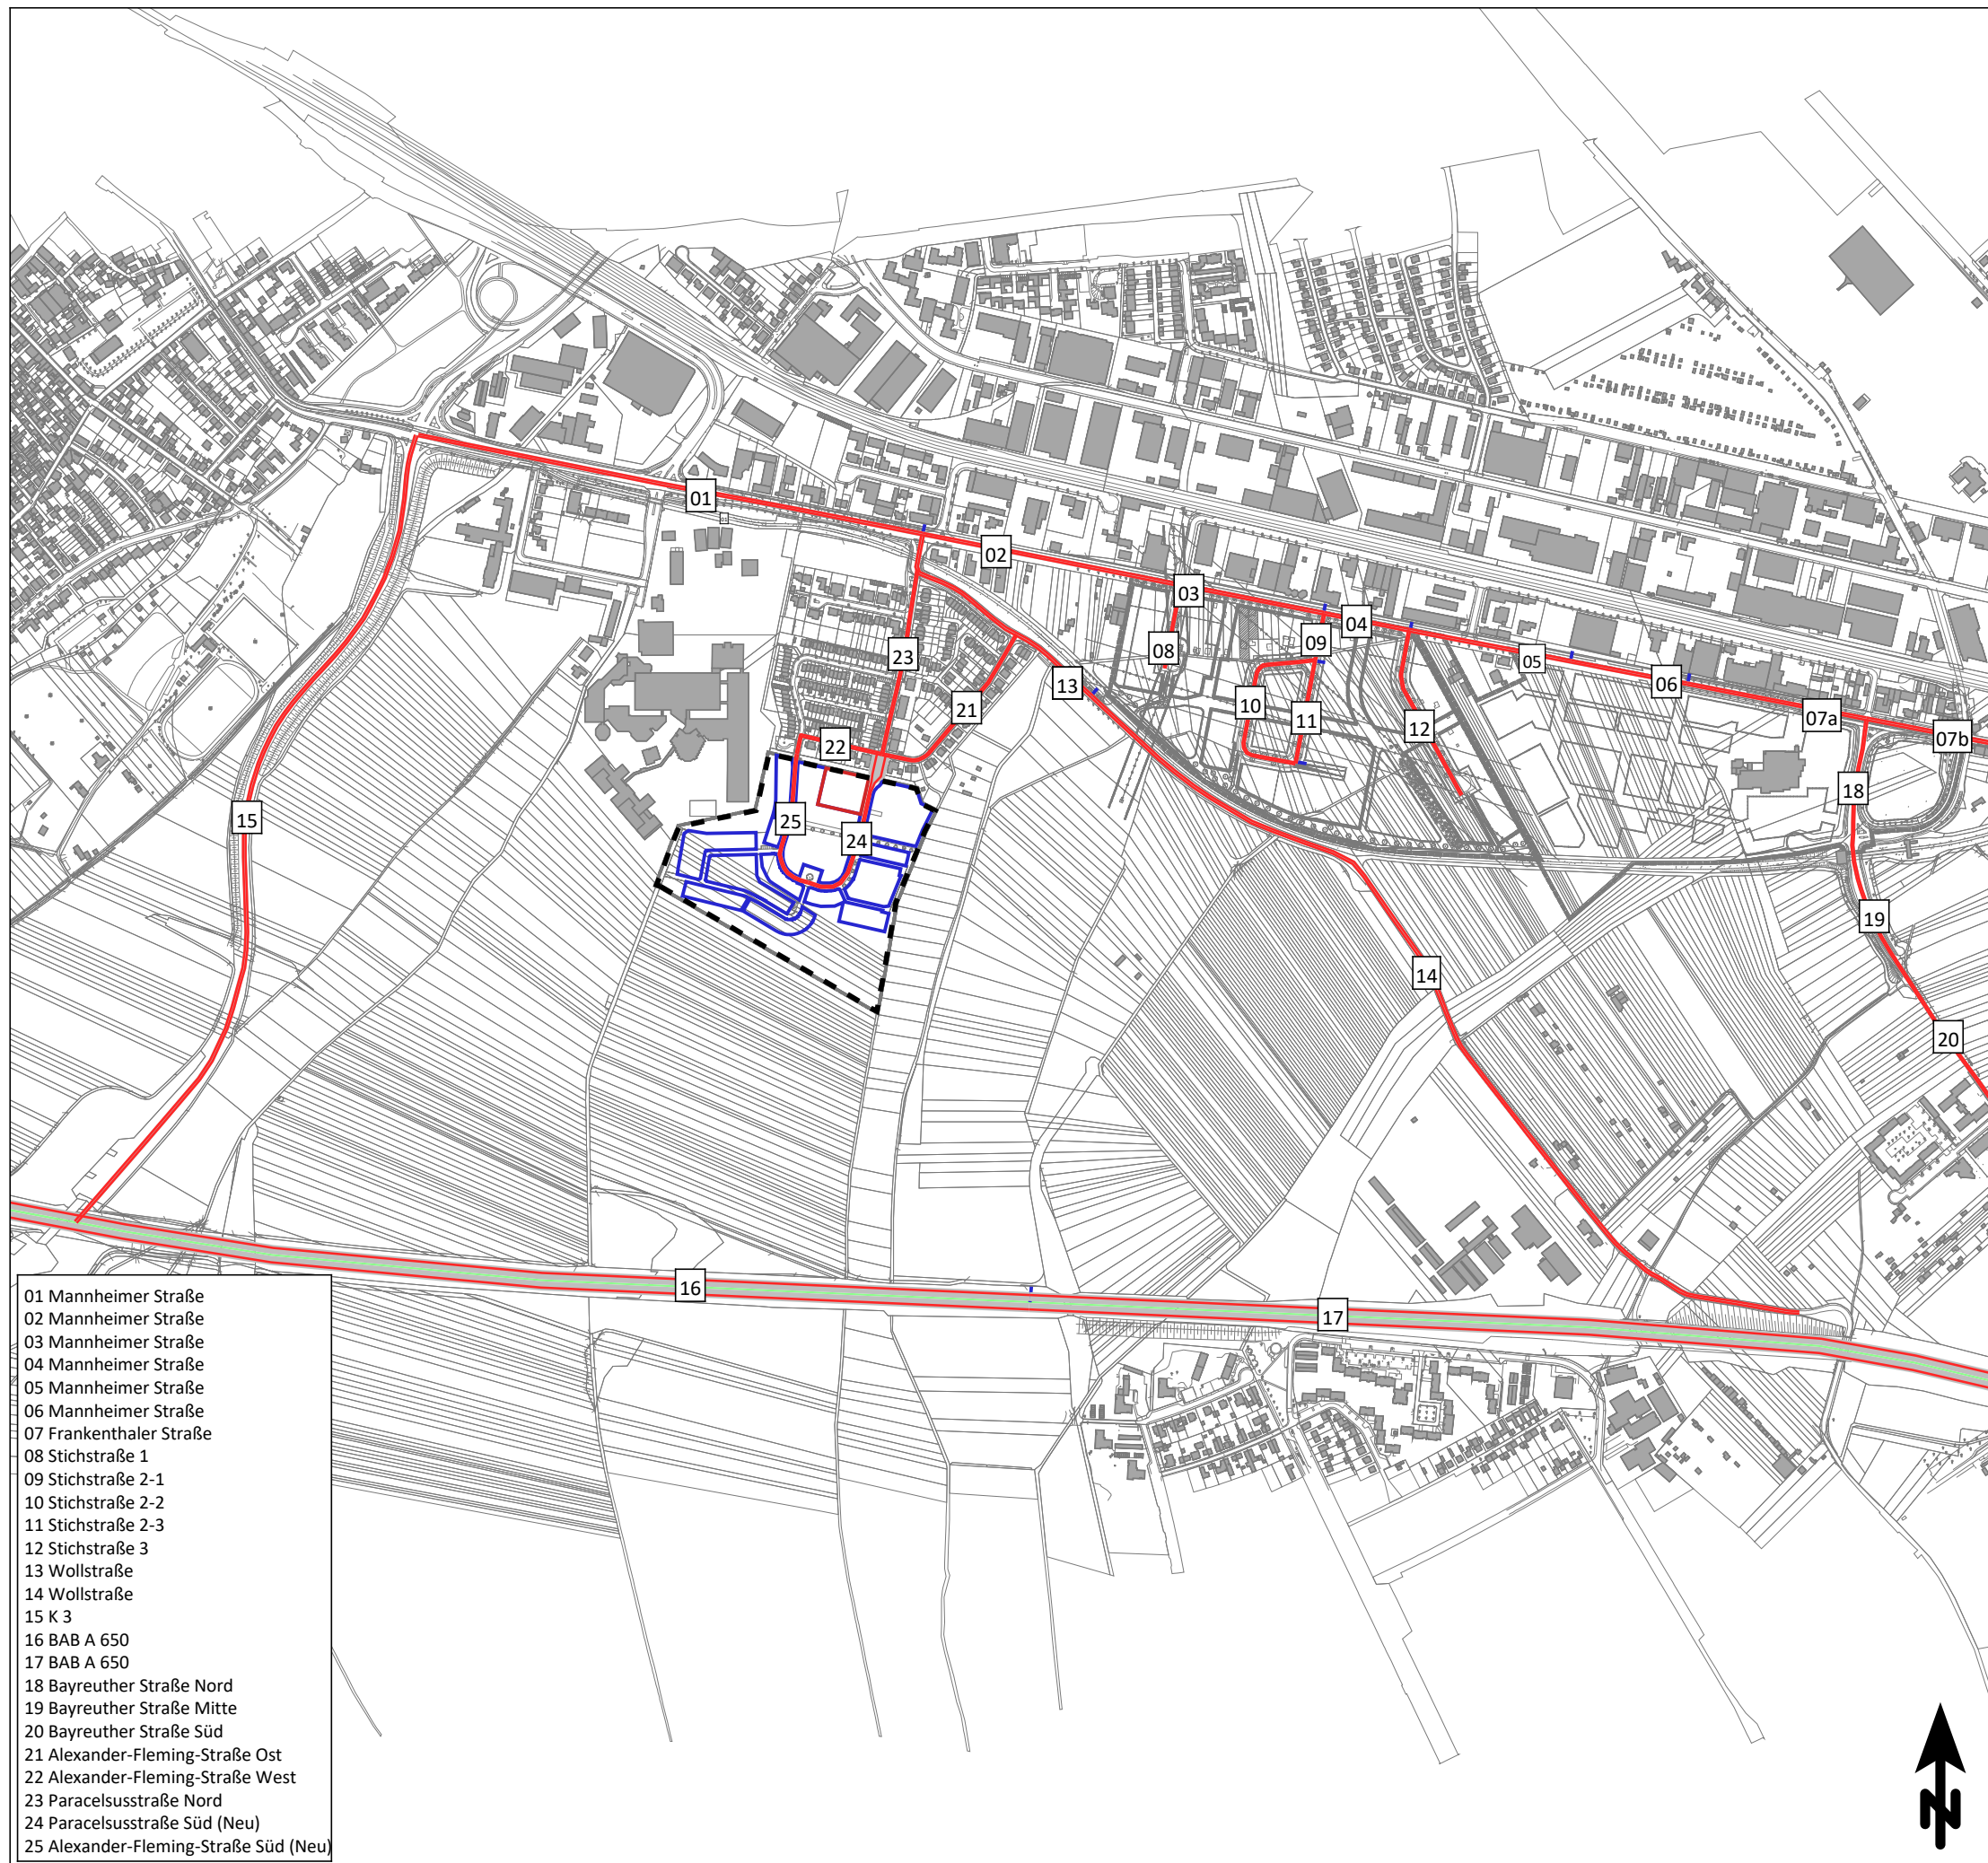 01
02
03
04
09
08
23
05
13
06
21
10
07a
11
12
07b
22
18
15
25
24
19
14
20
16
17
01 Mannheimer Straße
02 Mannheimer Straße
03 Mannheimer Straße
04 Mannheimer Straße
05 Mannheimer Straße
06 Mannheimer Straße
07 Frankenthaler Straße
08 Stichstraße 1
09 Stichstraße 2-1
10 Stichstraße 2-2
11 Stichstraße 2-3
12 Stichstraße 3
13 Wollstraße
14 Wollstraße
15 K 3
16 BAB A 650
17 BAB A 650
18 Bayreuther Straße Nord
19 Bayreuther Straße Mitte
20 Bayreuther Straße Süd
21 Alexander-Fleming-Straße Ost
22 Alexander-Fleming-Straße West
23 Paracelsusstraße Nord
24 Paracelsusstraße Süd (Neu)
25 Alexander-Fleming-Straße Süd (Neu)
N